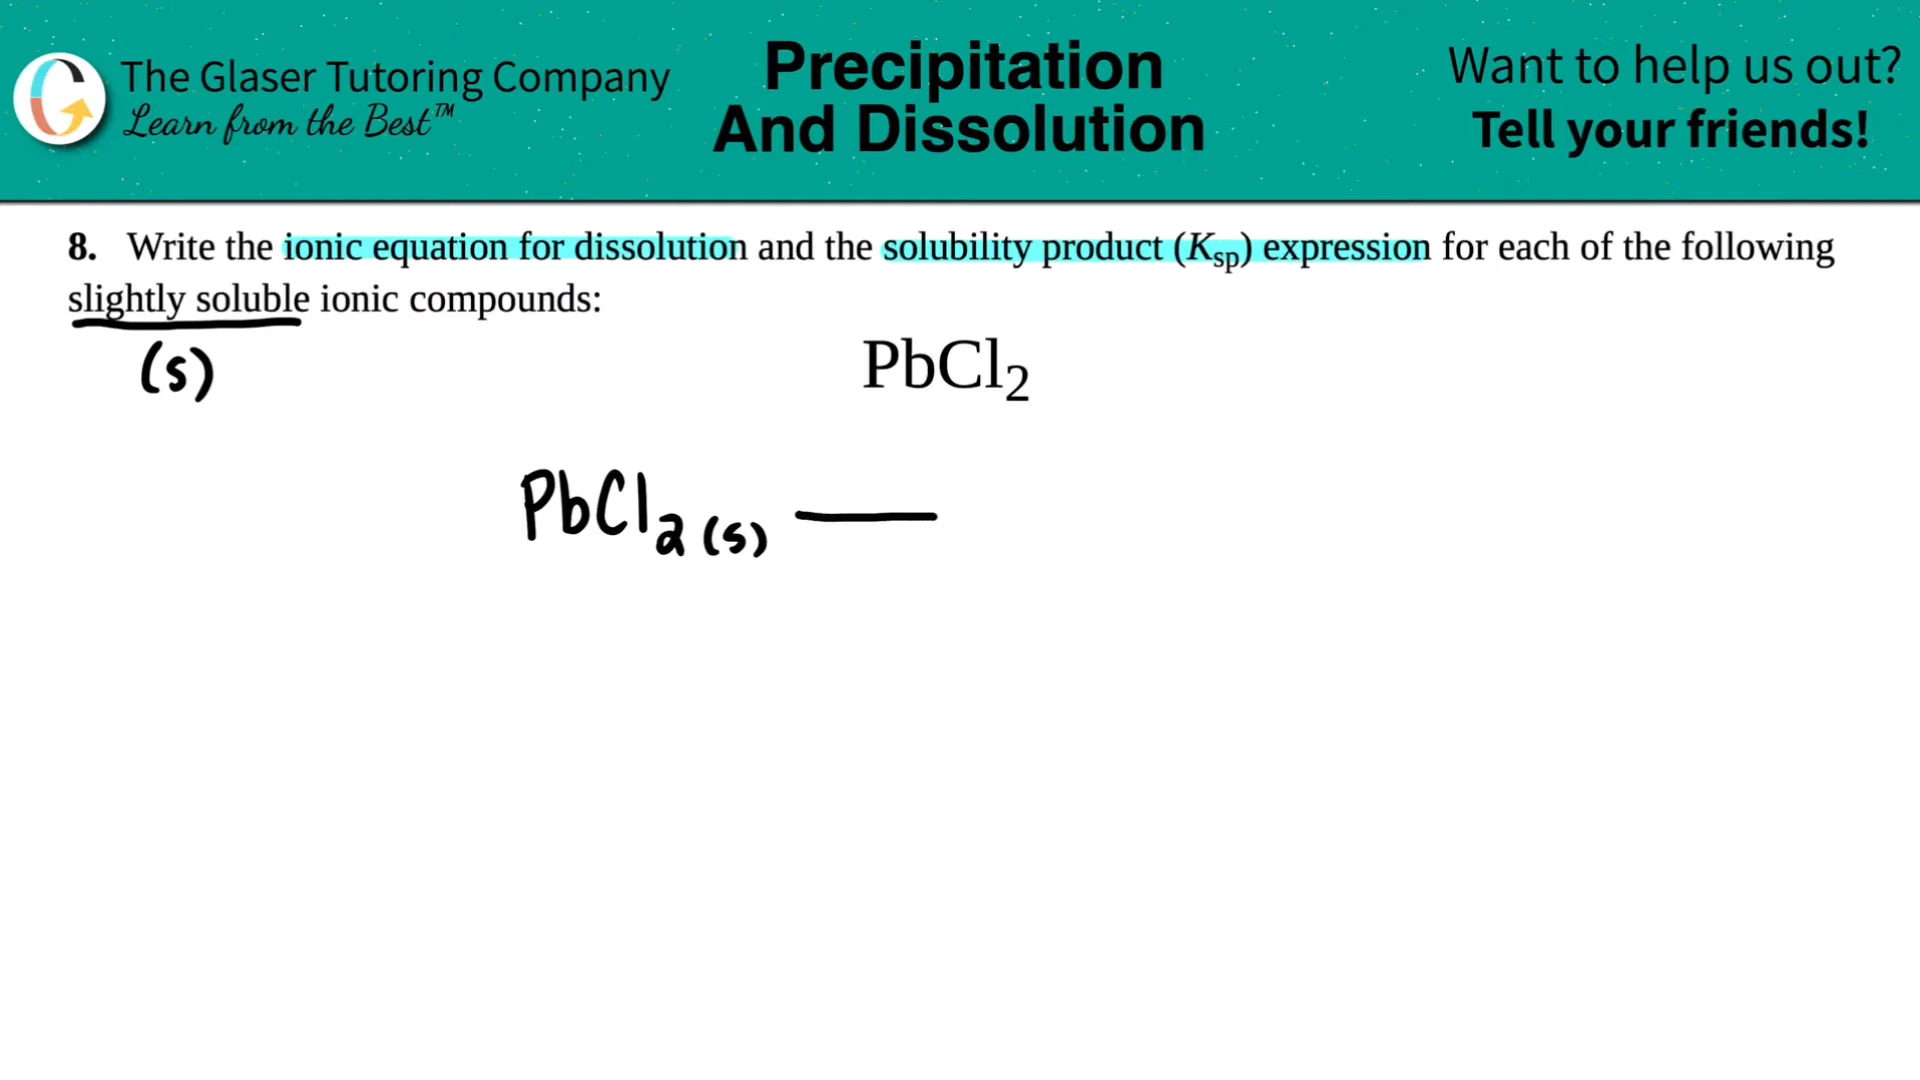 The Glaser Tutoring Company
Learn from the Best™
Precipitation
And Dissolution
Want to help us out?
Tell your friends!
8. Write the ionic equation for dissolution and the solubility product (Ksp) expression for each of the following
slightly soluble ionic compounds:
(s)
PbCl₂
PbCl₂ (s)